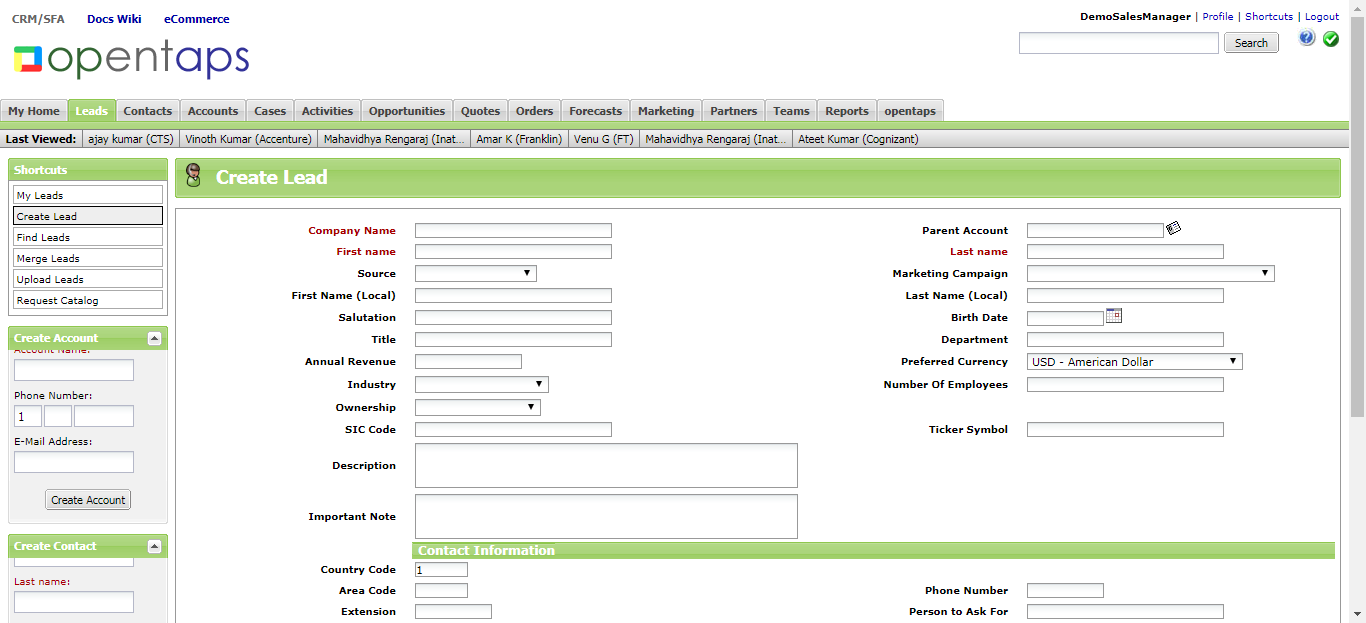 CRM/SFA Docs Wiki eCommerce
DemoSalesManager | Profile | Shortcuts | Logout
opentaps
Search
My Home Leads Contacts Accounts Cases Activities Opportunities Quotes Orders Forecasts Marketing Partners Teams Reports opentaps
Last Viewed: ajay kumar (CTS) Vinoth Kumar (Accenture) Mahavidhya Rengaraj (Inat... Amar K (Franklin) Venu G (FT) Mahavidhya Rengaraj (Inat... Ateet Kumar (Cognizant)
Shortcuts
My Leads
Create Lead
Find Leads
Merge Leads
Upload Leads
Request Catalog
Create Account
Account Name:
Phone Number:
1
E-Mail Address:
Create Account
Create Contact
Last name:
Create Lead
Company Name Parent Account
First name Last name
Source Marketing Campaign
First Name (Local) Last Name (Local)
Salutation Birth Date
Title Department
Annual Revenue Preferred Currency USD - American Dollar
Industry Number Of Employees
Ownership
SIC Code Ticker Symbol
Description
Important Note
Contact Information
Country Code 1
Area Code Phone Number
Extension Person to Ask For